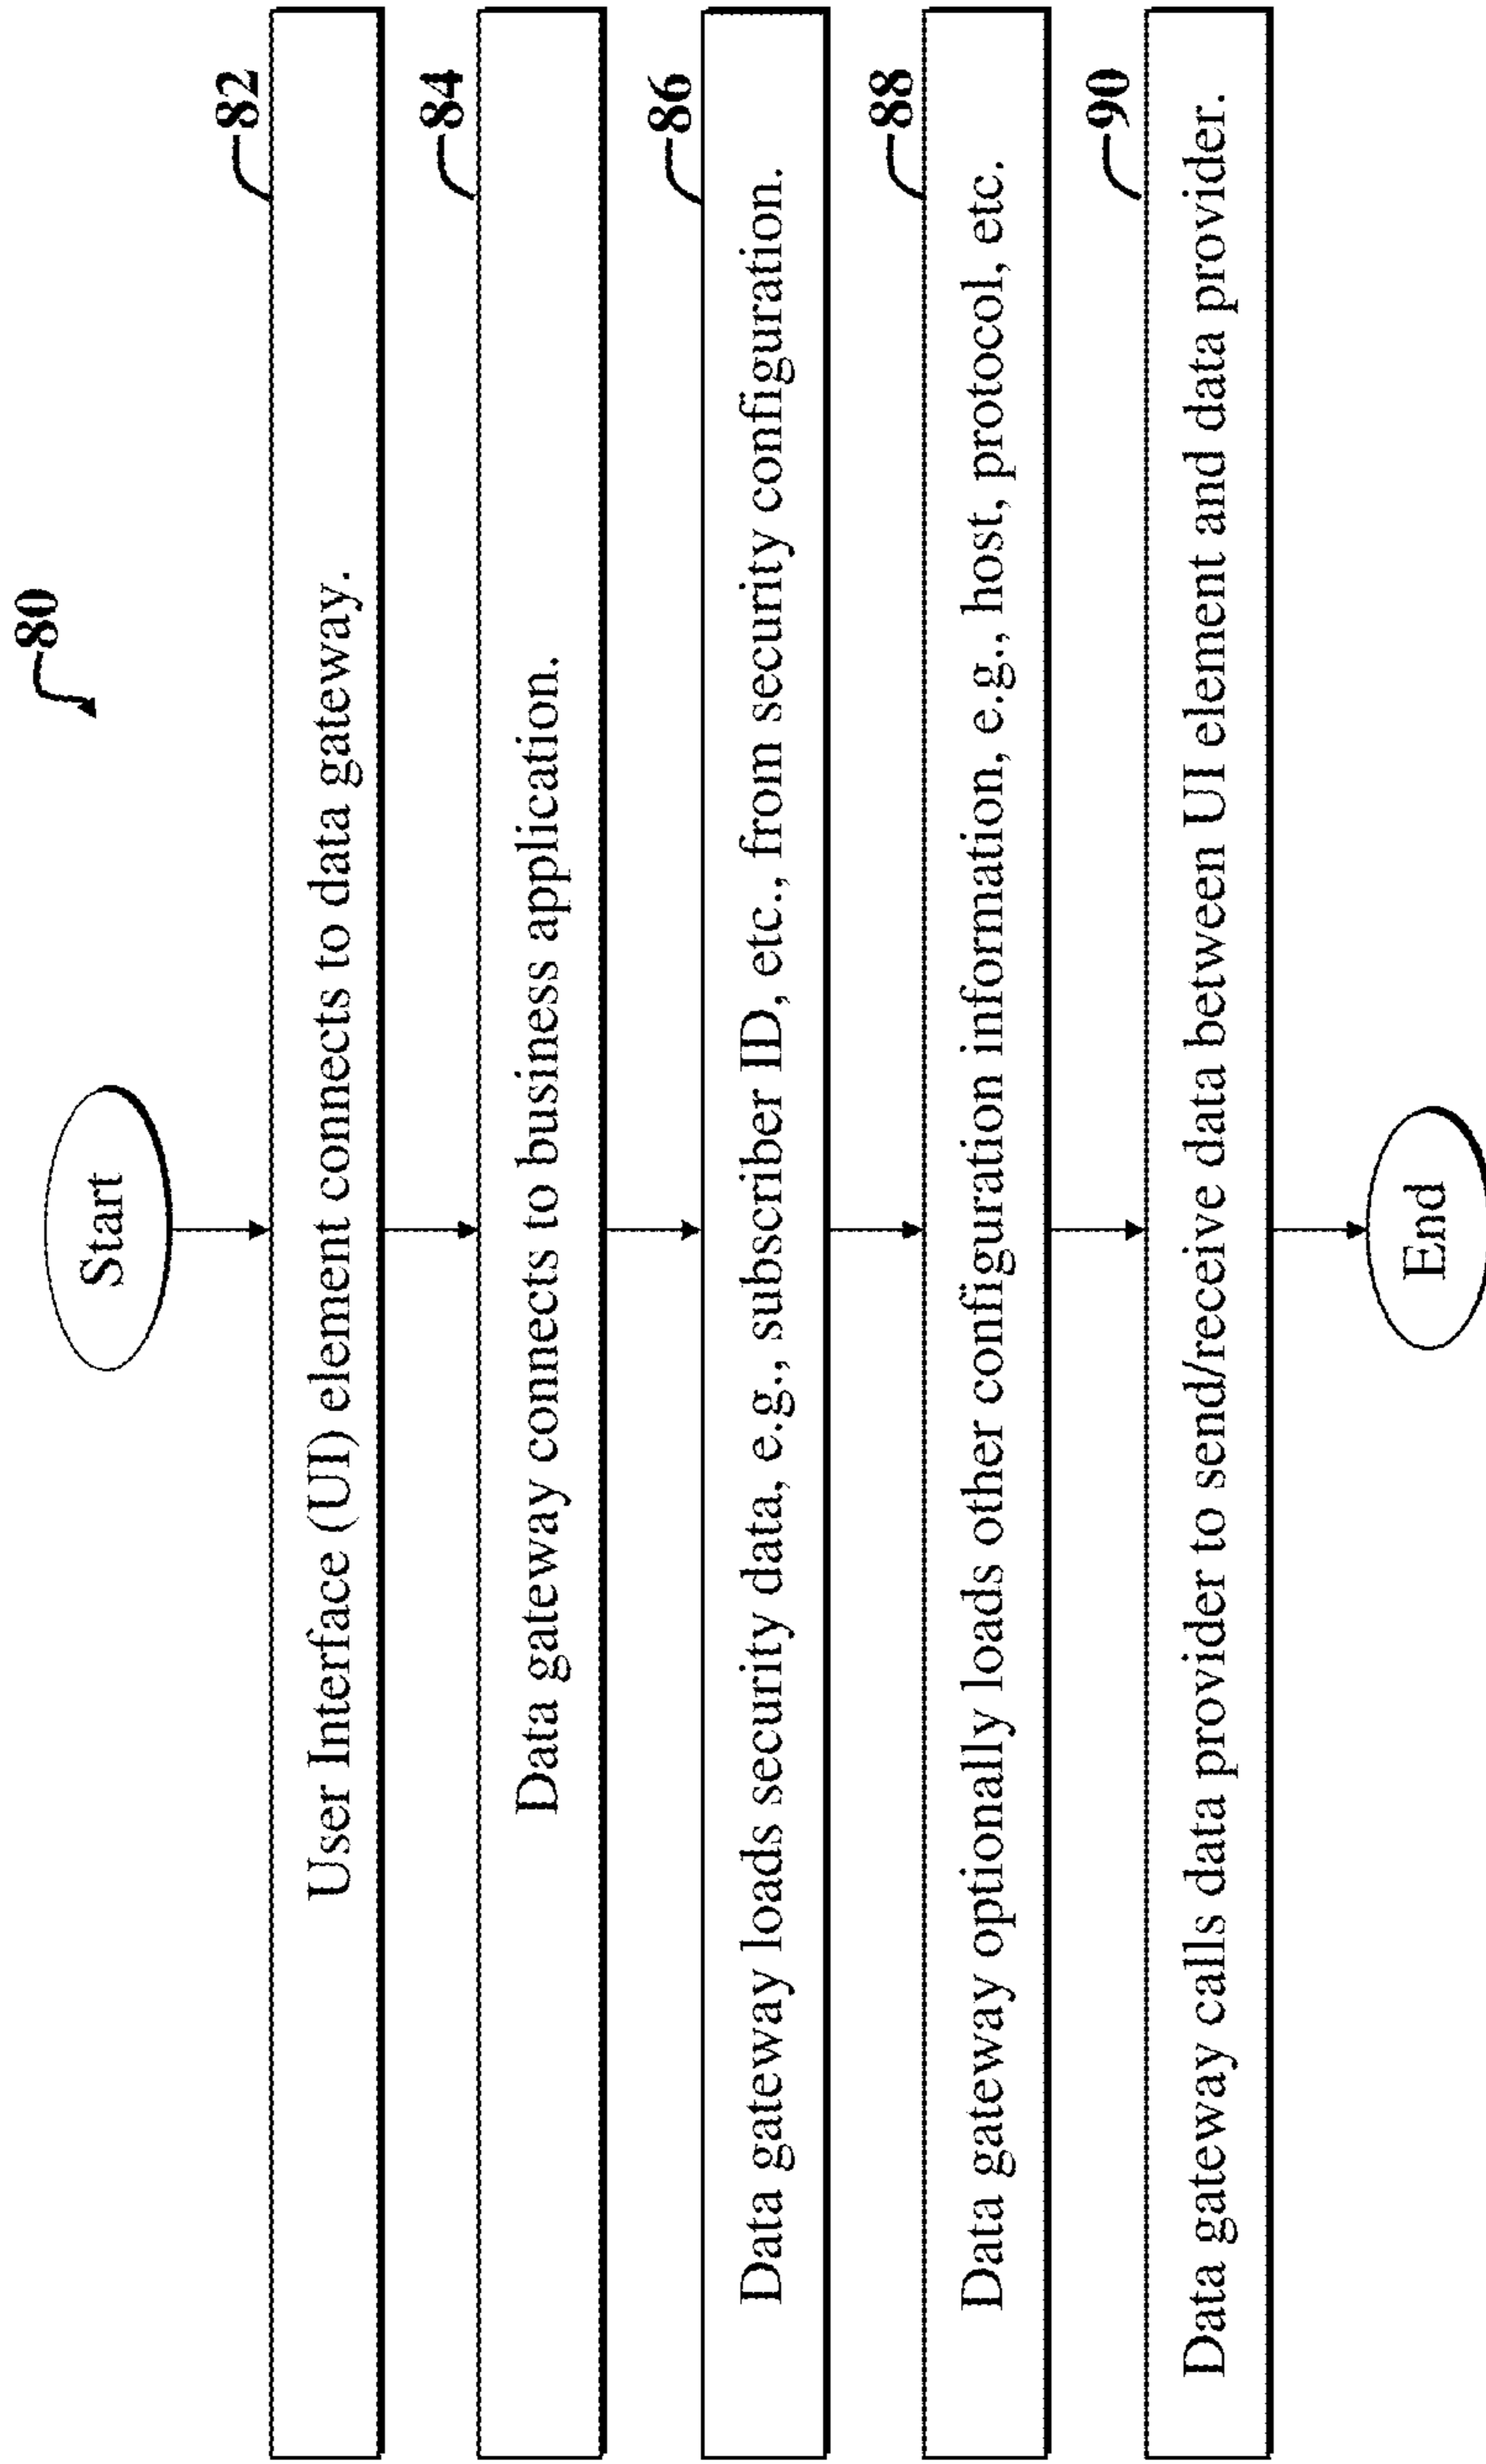 80
Start
82
User Interface (UI) element connects to data gateway.
84
Data gateway connects to business application.
86
Data gateway loads security data, e.g., subscriber ID, etc., from security configuration.
88
Data gateway optionally loads other configuration information, e.g., host, protocol, etc.
90
Data gateway calls data provider to send/receive data between UI element and data provider.
End